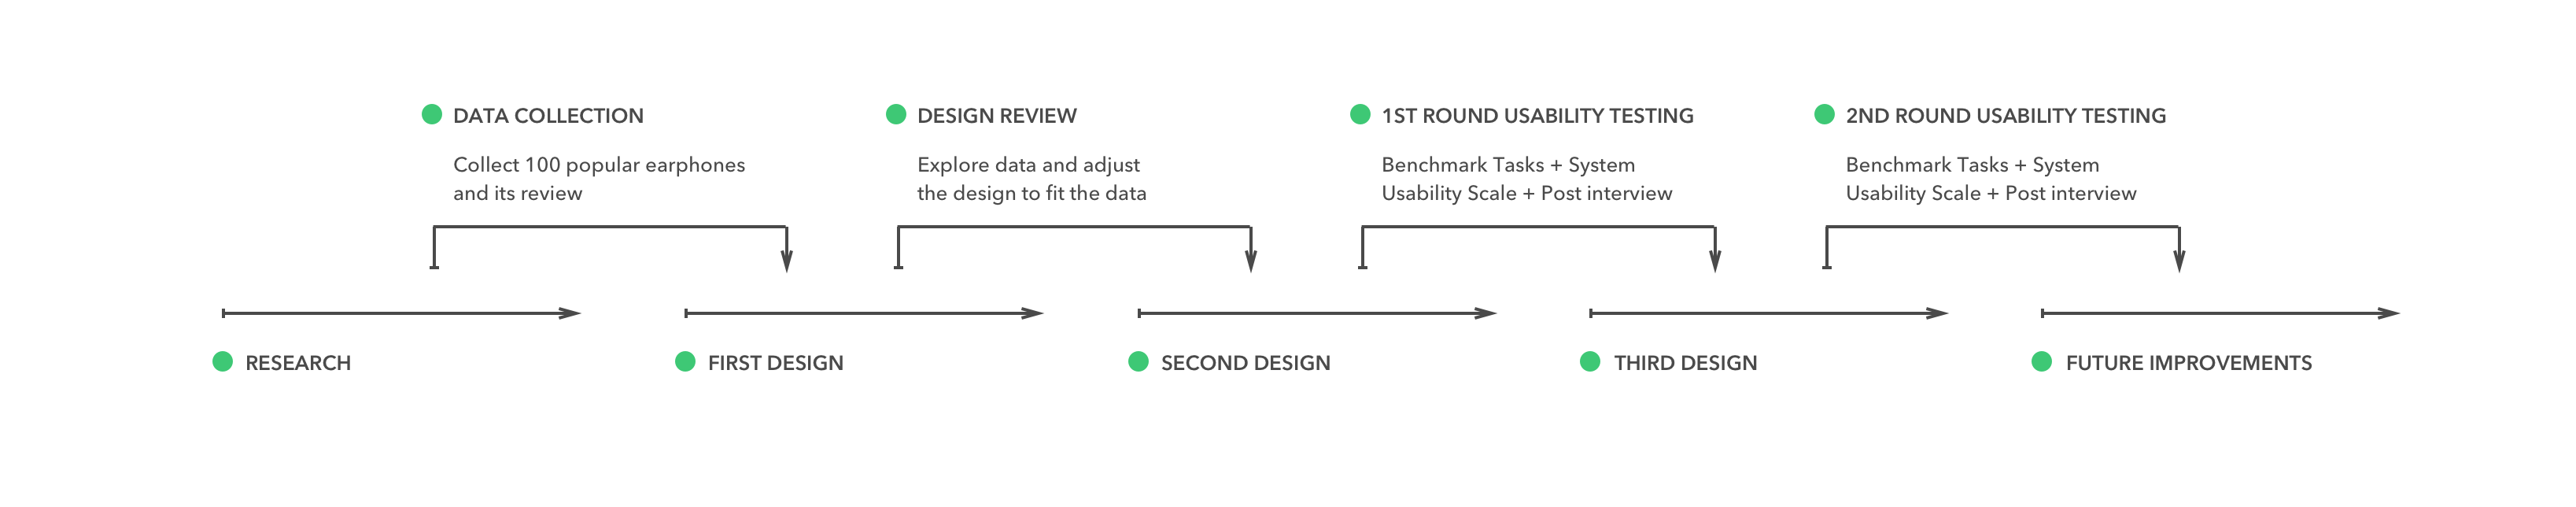 DATA COLLECTION
Collect 100 popular earphones
and its review
DESIGN REVIEW
Explore data and adjust
the design to fit the data
1ST ROUND USABILITY TESTING
Benchmark Tasks + System
Usability Scale + Post interview
2ND ROUND USABILITY TESTING
Benchmark Tasks + System
Usability Scale + Post interview
RESEARCH
FIRST DESIGN
SECOND DESIGN
THIRD DESIGN
FUTURE IMPROVEMENTS